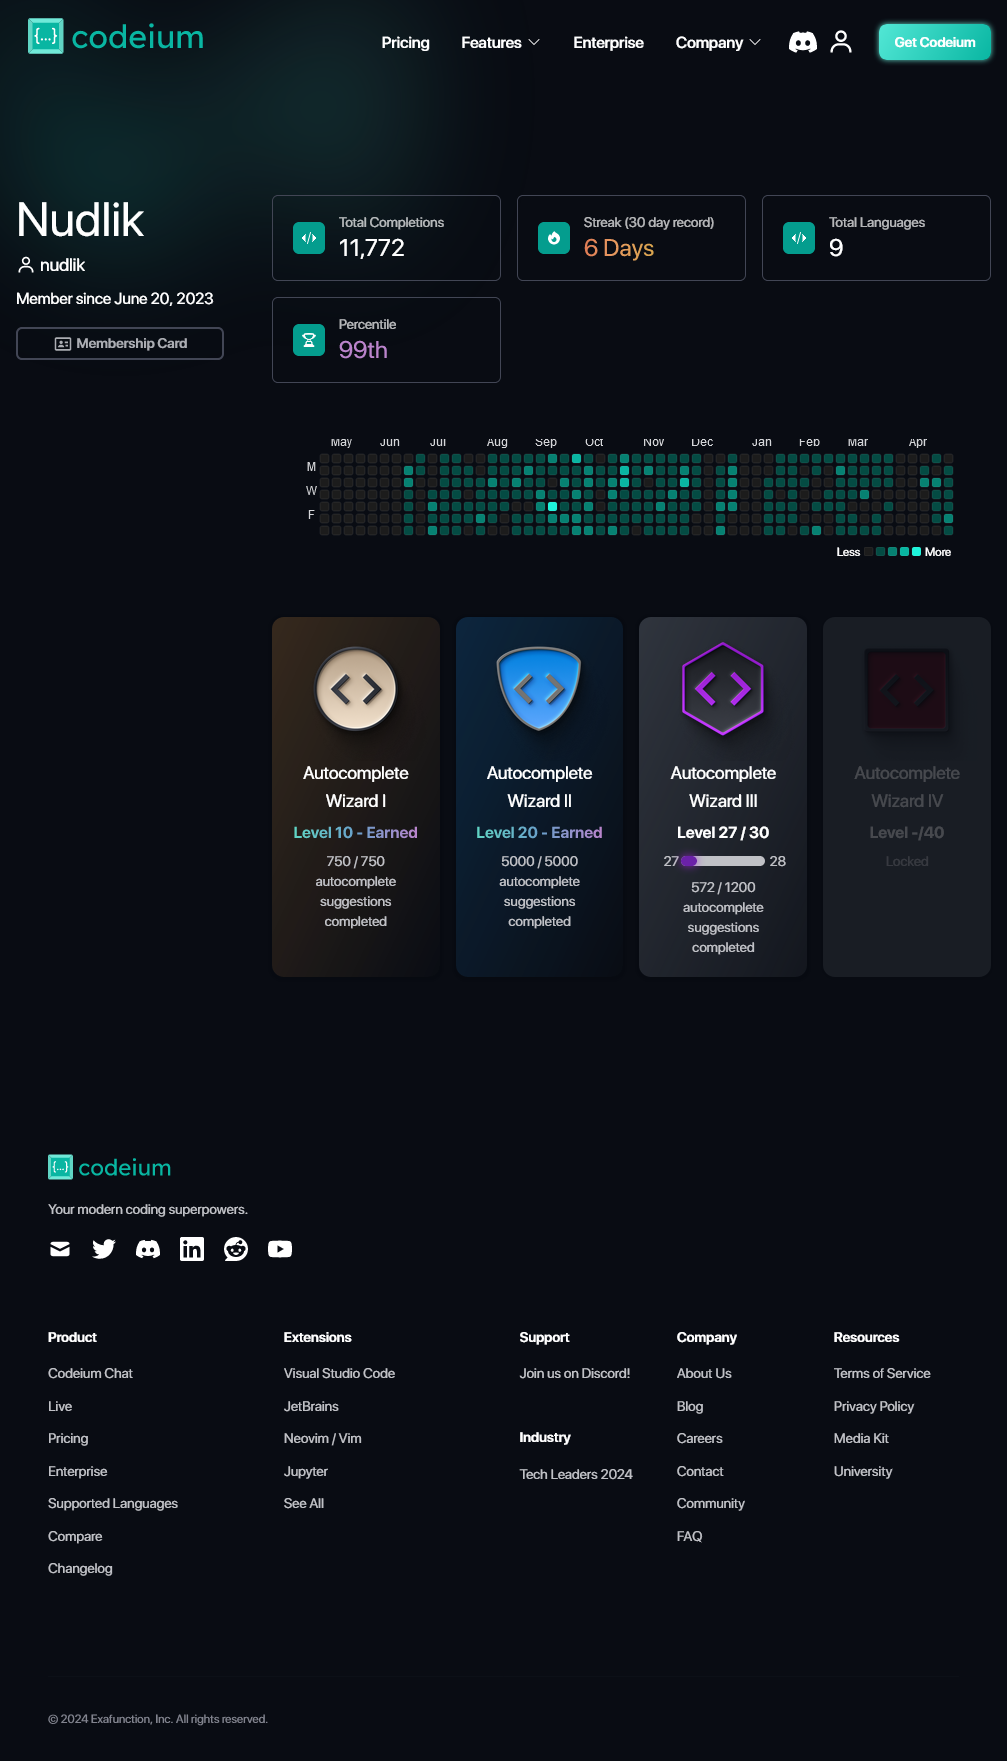 {...} codeium
Pricing
Features
Enterprise
Company
Get Codeium
Nudlik
nudlik
Member since June 20, 2023
Membership Card
Total Completions
11,772
Streak (30 day record)
6 Days
Total Languages
9
Percentile
99th
May Jun Jul Aug Sep Oct Nov Dec Jan Feb Mar Apr
M
W
F
Less More
Autocomplete
Wizard I
Level 10 - Earned
750 / 750
autocomplete
suggestions
completed
Autocomplete
Wizard II
Level 20 - Earned
5000 / 5000
autocomplete
suggestions
completed
Autocomplete
Wizard III
Level 27 / 30
27 28
572 / 1200
autocomplete
suggestions
completed
Autocomplete
Wizard IV
Level -/40
Locked
{...} codeium
Your modern coding superpowers.
Product
Codeium Chat
Live
Pricing
Enterprise
Supported Languages
Compare
Changelog
Extensions
Visual Studio Code
JetBrains
Neovim / Vim
Jupyter
See All
Support
Join us on Discord!
Industry
Tech Leaders 2024
Company
About Us
Blog
Careers
Contact
Community
FAQ
Resources
Terms of Service
Privacy Policy
Media Kit
University
© 2024 Exafunction, Inc. All rights reserved.